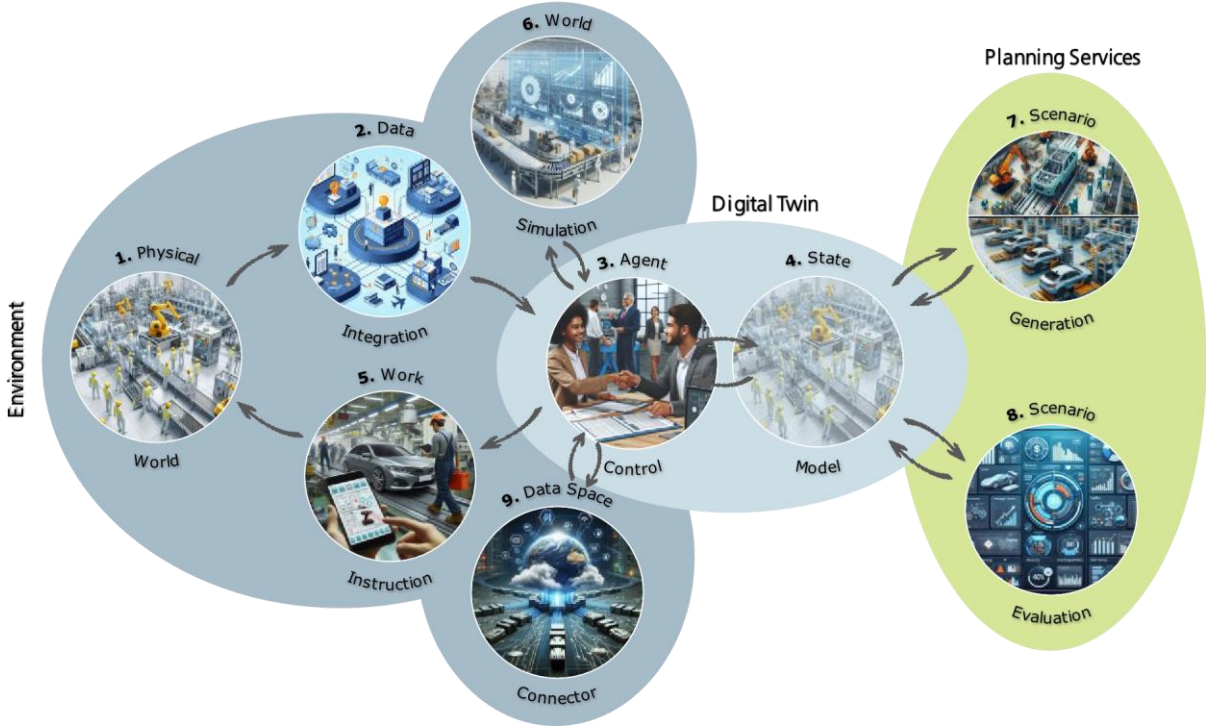 6. World
Simulation
Planning Services
7. Scenario
Generation
2. Data
Integration
Digital Twin
1. Physical
World
3. Agent
Control
4. State
Model
Environment
5. Work
Instruction
8. Scenario
Evaluation
9. Data Space
Connector